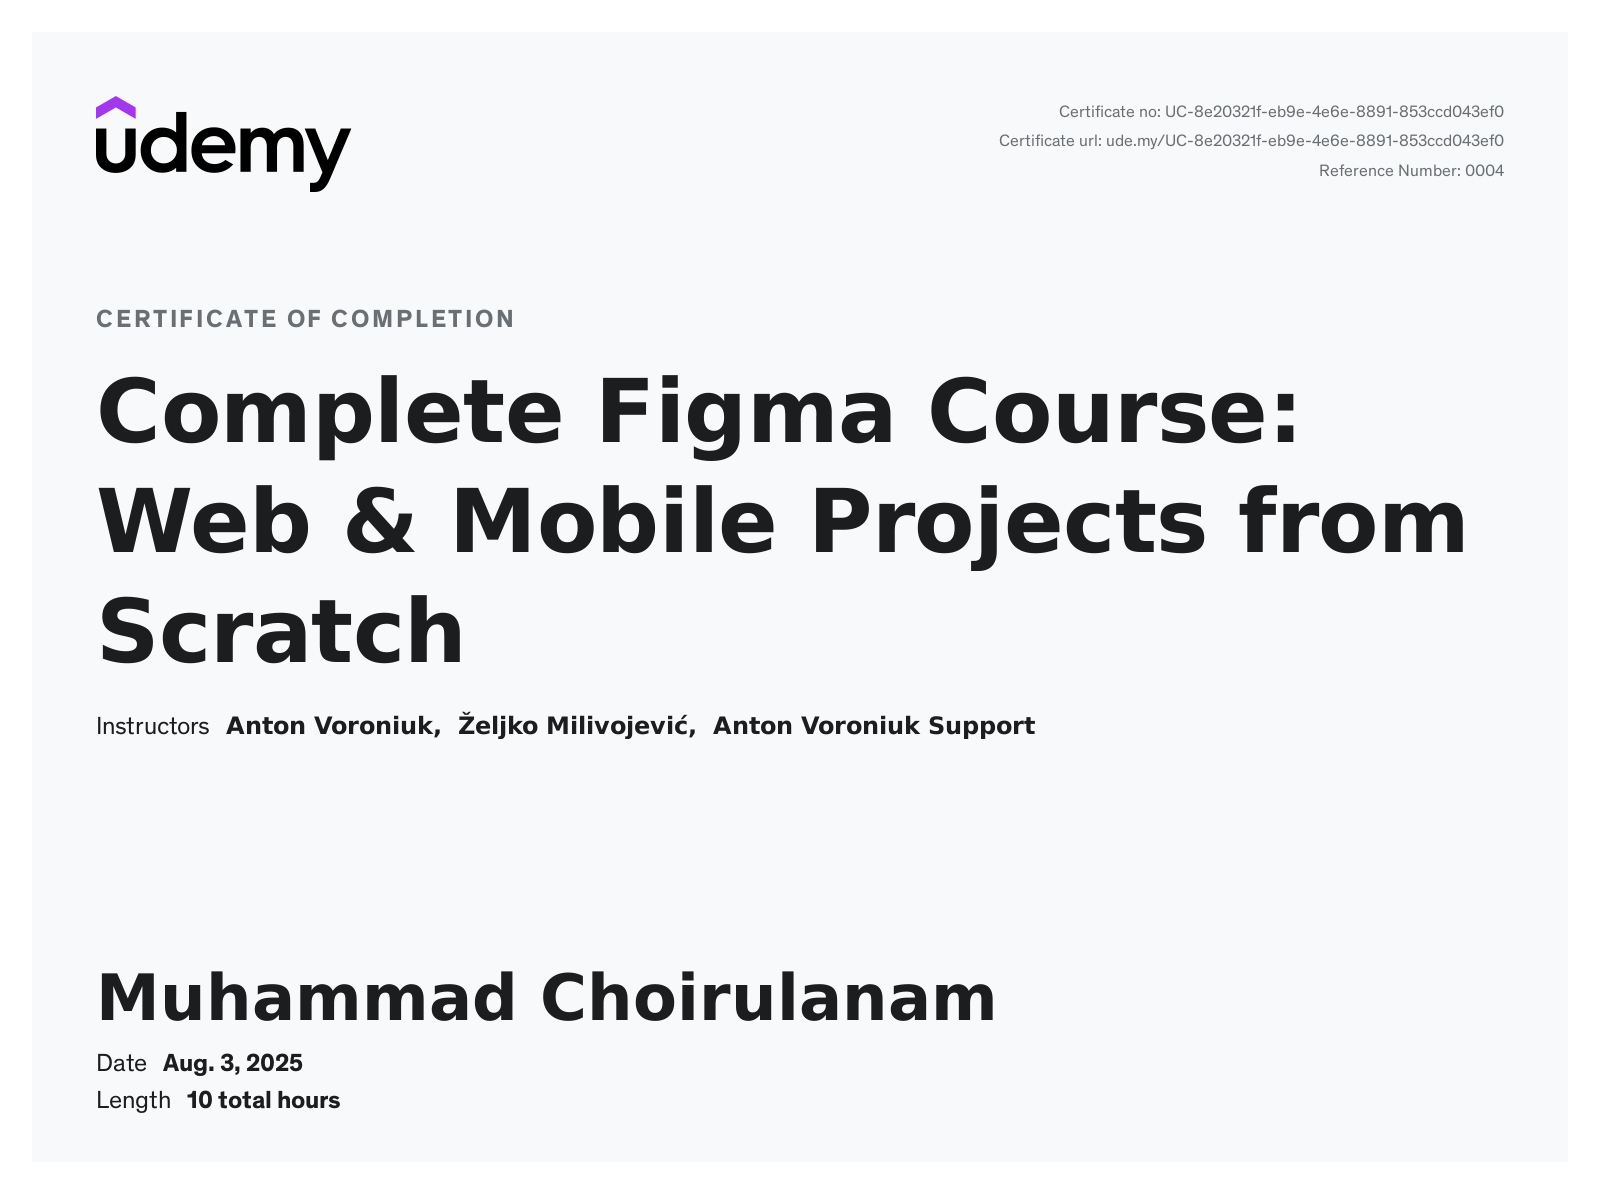 udemy
Certificate no: UC-8e20321f-eb9e-4e6e-8891-853ccd043ef0
Certificate url: ude.my/UC-8e20321f-eb9e-4e6e-8891-853ccd043ef0
Reference Number: 0004
CERTIFICATE OF COMPLETION
Complete Figma Course:
Web & Mobile Projects from
Scratch
Instructors Anton Voroniuk, Željko Milivojević, Anton Voroniuk Support
Muhammad Choirulanam
Date Aug. 3, 2025
Length 10 total hours